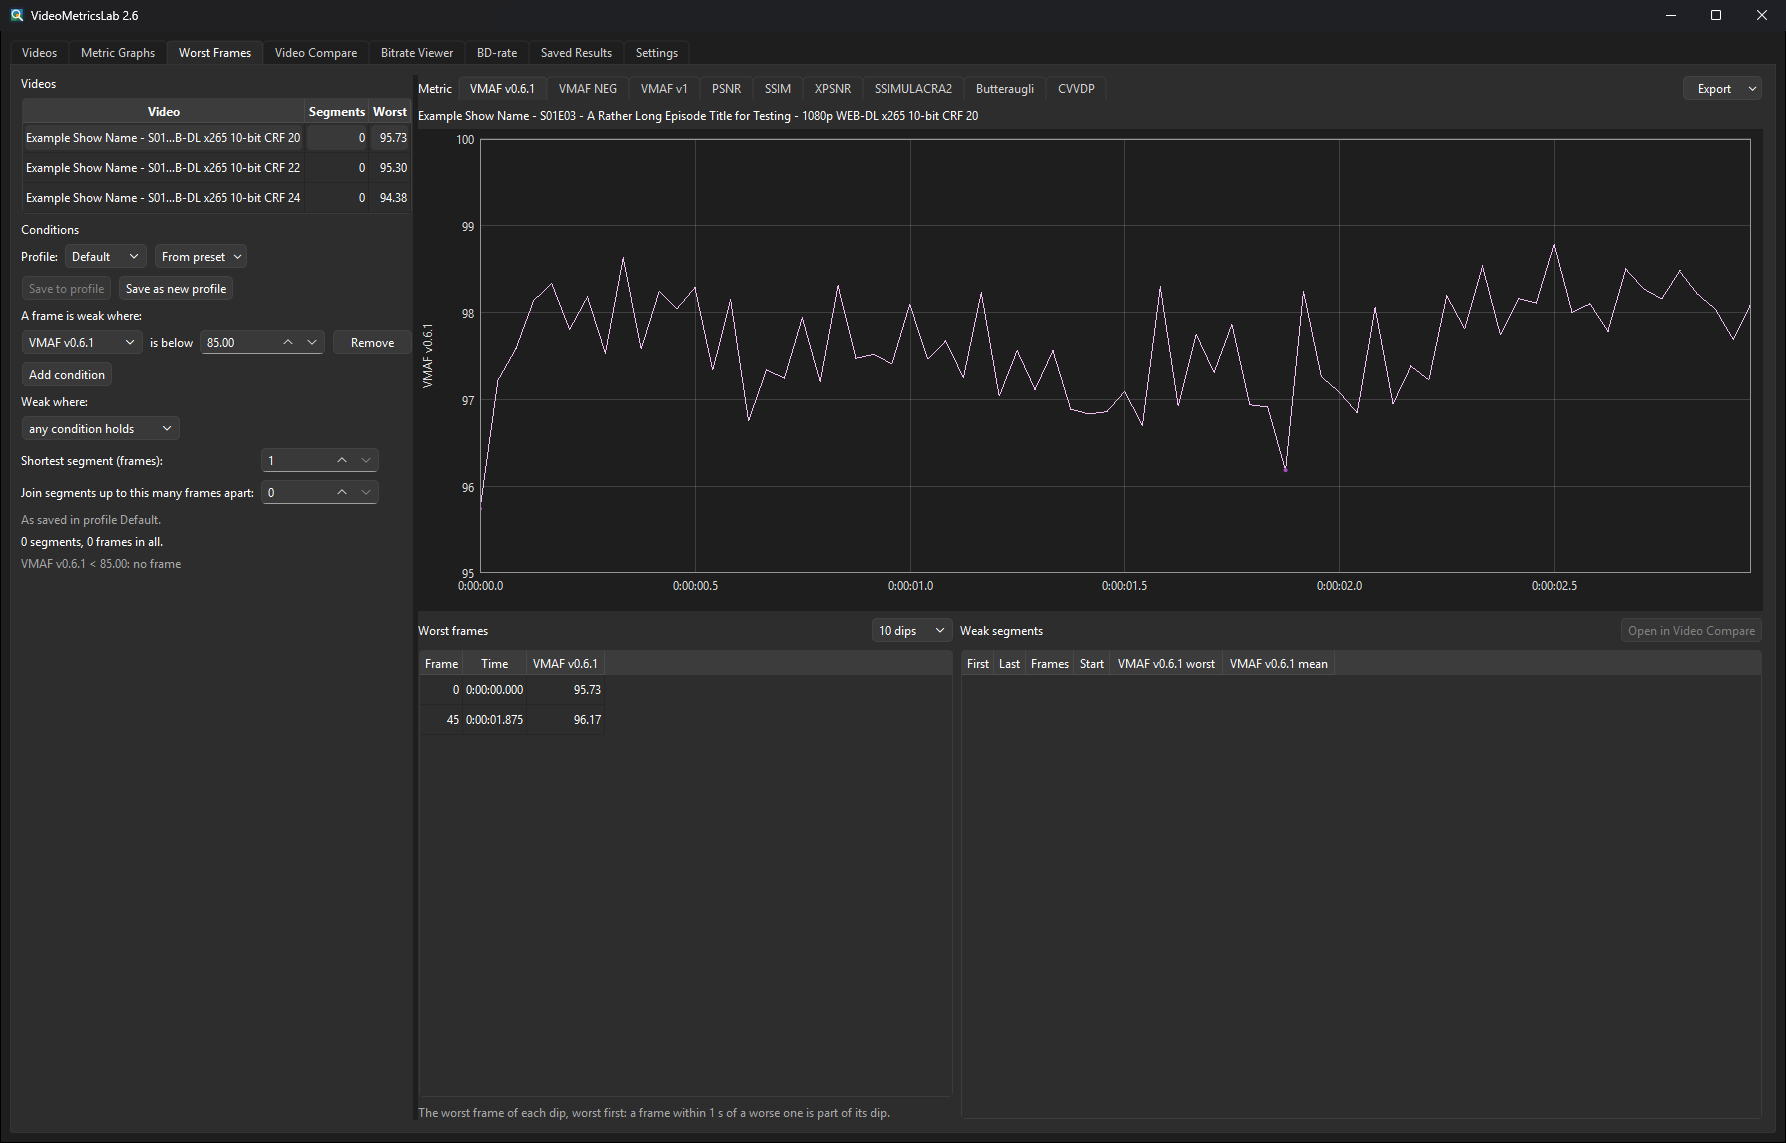 VideoMetricsLab 2.6
Videos Metric Graphs Worst Frames Video Compare Bitrate Viewer BD-rate Saved Results Settings
Videos
Video Segments Worst
Example Show Name - S01...B-DL x265 10-bit CRF 20 0 95.73
Example Show Name - S01...B-DL x265 10-bit CRF 22 0 95.30
Example Show Name - S01...B-DL x265 10-bit CRF 24 0 94.38
Conditions
Profile: Default From preset
Save to profile Save as new profile
A frame is weak where:
VMAF v0.6.1 is below 85.00 Remove
Add condition
Weak where:
any condition holds
Shortest segment (frames): 1
Join segments up to this many frames apart: 0
As saved in profile Default.
0 segments, 0 frames in all.
VMAF v0.6.1 < 85.00: no frame
Metric VMAF v0.6.1 VMAF NEG VMAF v1 PSNR SSIM XPSNR SSIMULACRA2 Butteraugli CVVDP Export
Example Show Name - S01E03 - A Rather Long Episode Title for Testing - 1080p WEB-DL x265 10-bit CRF 20
100
99
98
97
96
95
VMAF v0.6.1
0:00:00.0 0:00:00.5 0:00:01.0 0:00:01.5 0:00:02.0 0:00:02.5
Worst frames 10 dips
Frame Time VMAF v0.6.1
0 0:00:00.000 95.73
45 0:00:01.875 96.17
The worst frame of each dip, worst first: a frame within 1 s of a worse one is part of its dip.
Weak segments Open in Video Compare
First Last Frames Start VMAF v0.6.1 worst VMAF v0.6.1 mean